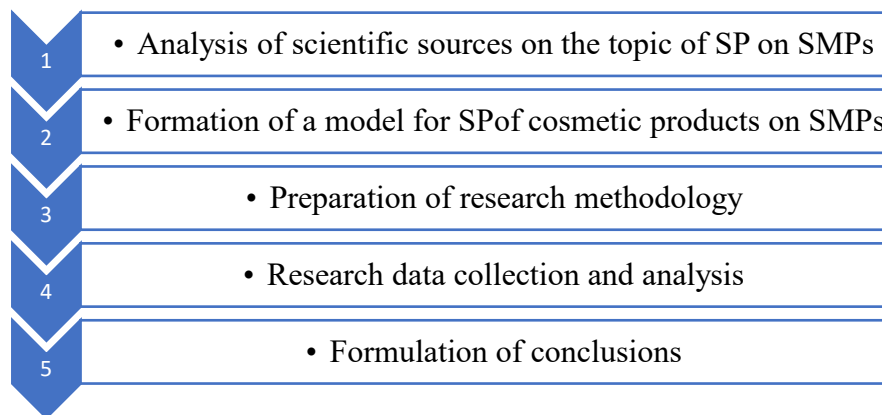 1 • Analysis of scientific sources on the topic of SP on SMPs
2 • Formation of a model for SPof cosmetic products on SMPs
3 • Preparation of research methodology
4 • Research data collection and analysis
5 • Formulation of conclusions